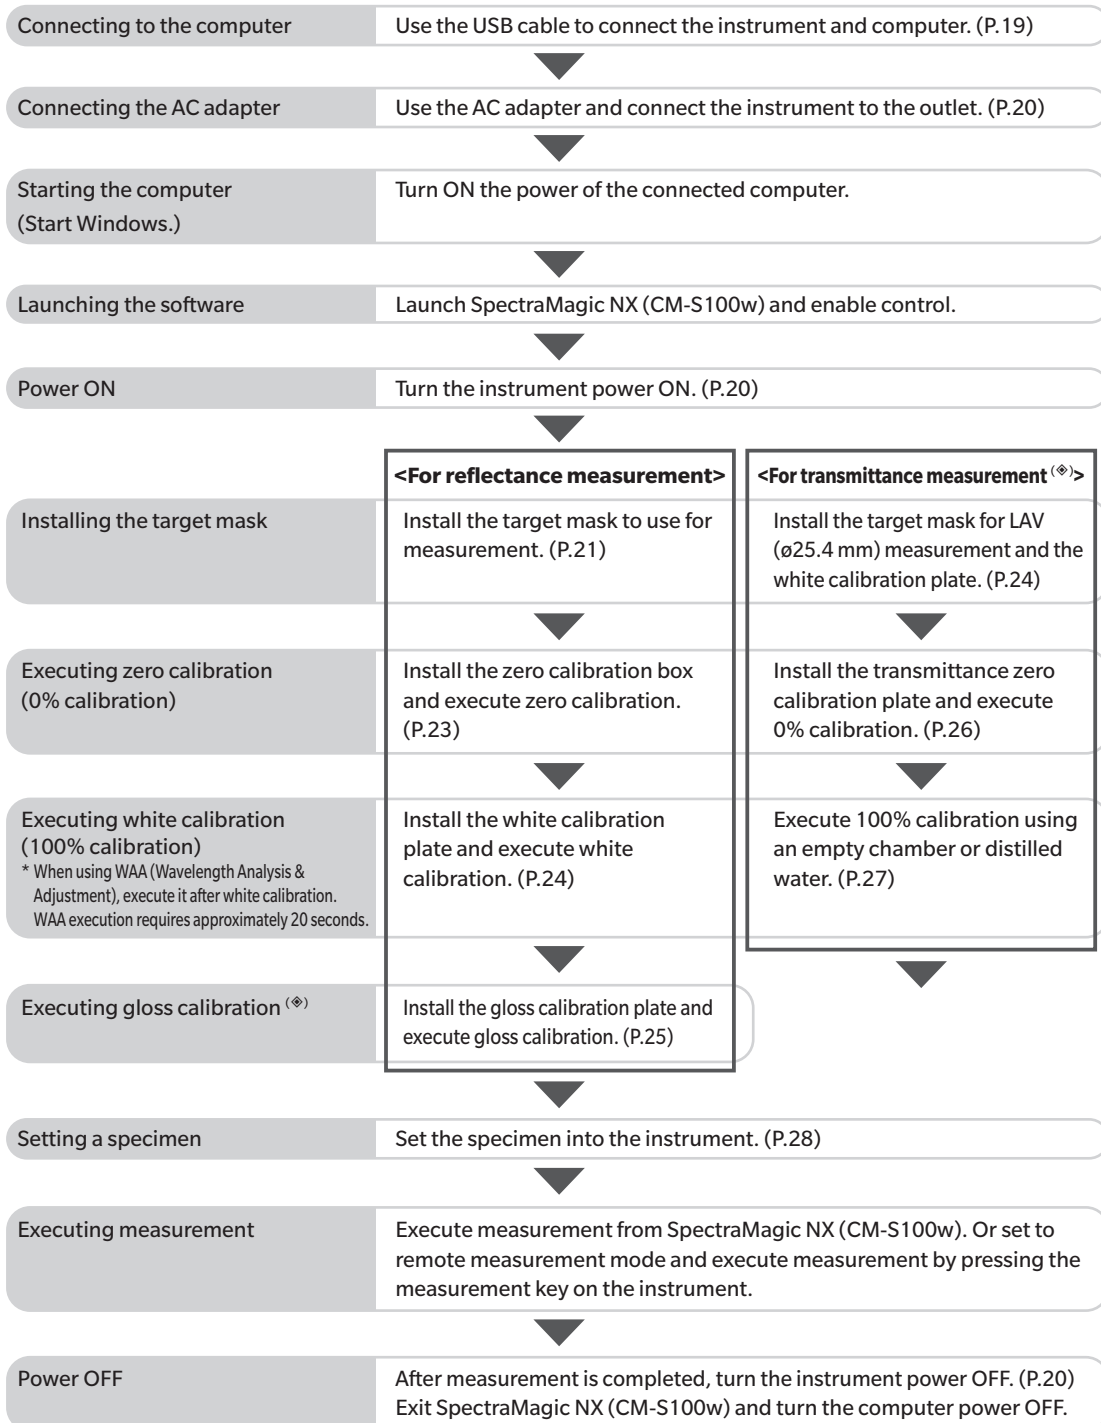 Connecting to the computer
Use the USB cable to connect the instrument and computer. (P.19)
Connecting the AC adapter
Use the AC adapter and connect the instrument to the outlet. (P.20)
Starting the computer
(Start Windows.)
Turn ON the power of the connected computer.
Launching the software
Launch SpectraMagic NX (CM-S100w) and enable control.
Power ON
Turn the instrument power ON. (P.20)
<For reflectance measurement>
<For transmittance measurement (◈)>
Installing the target mask
Install the target mask to use for
measurement. (P.21)
Install the target mask for LAV
(ø25.4 mm) measurement and the
white calibration plate. (P.24)
Executing zero calibration
(0% calibration)
Install the zero calibration box
and execute zero calibration.
(P.23)
Install the transmittance zero
calibration plate and execute
0% calibration. (P.26)
Executing white calibration
(100% calibration)
* When using WAA (Wavelength Analysis &
Adjustment), execute it after white calibration.
WAA execution requires approximately 20 seconds.
Install the white calibration
plate and execute white
calibration. (P.24)
Execute 100% calibration using
an empty chamber or distilled
water. (P.27)
Executing gloss calibration (◈)
Install the gloss calibration plate and
execute gloss calibration. (P.25)
Setting a specimen
Set the specimen into the instrument. (P.28)
Executing measurement
Execute measurement from SpectraMagic NX (CM-S100w). Or set to
remote measurement mode and execute measurement by pressing the
measurement key on the instrument.
Power OFF
After measurement is completed, turn the instrument power OFF. (P.20)
Exit SpectraMagic NX (CM-S100w) and turn the computer power OFF.